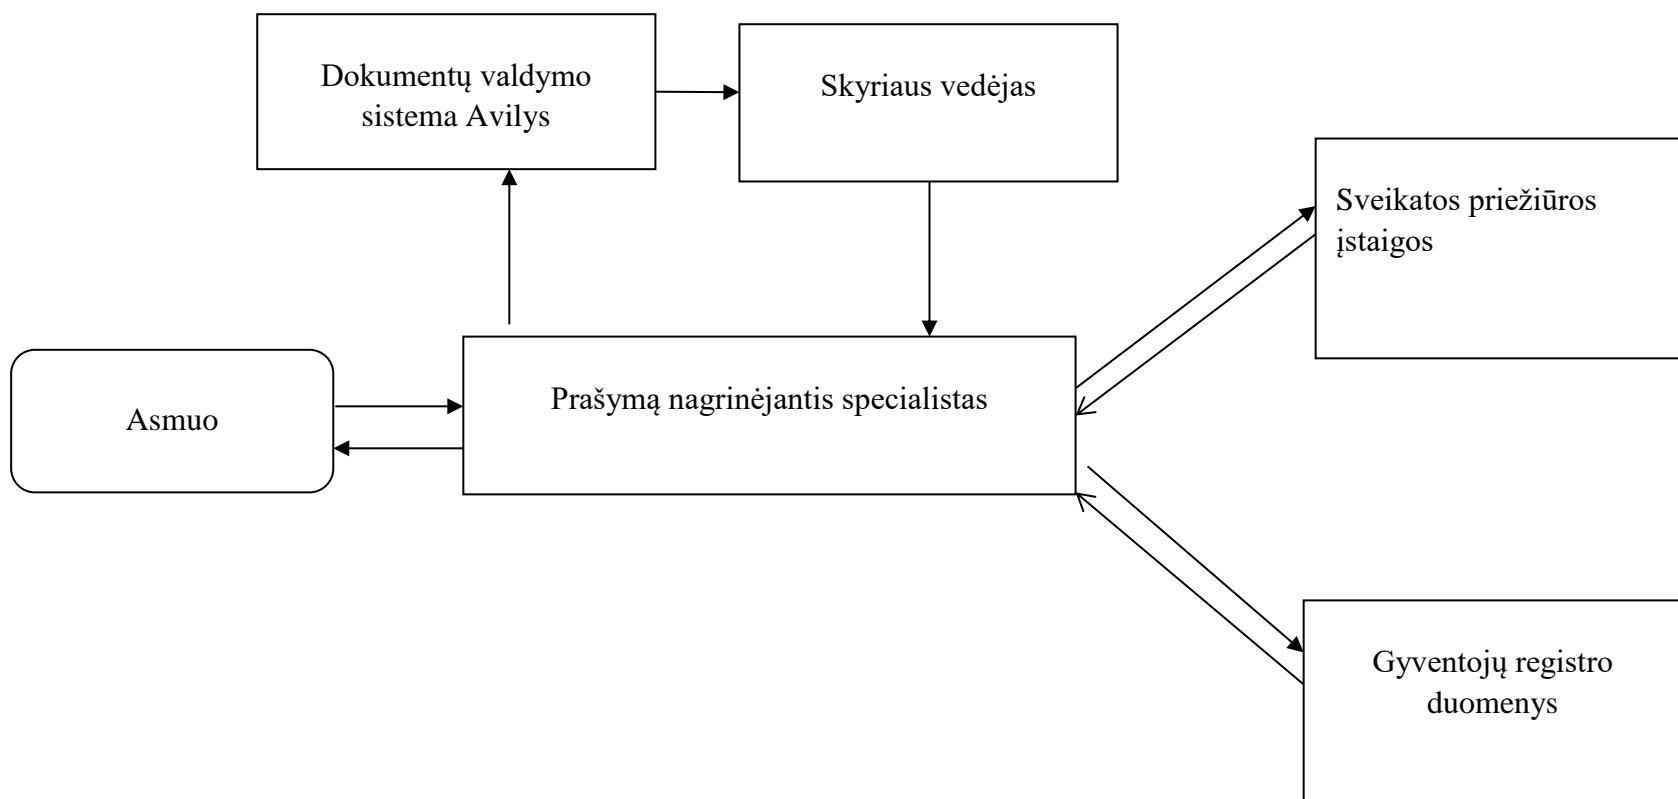 Dokumentų valdymo
sistema Avilys
Skyriaus vedėjas
Sveikatos priežiūros
įstaigos
Prašymą nagrinėjantis specialistas
Asmuo
Gyventojų registro
duomenys